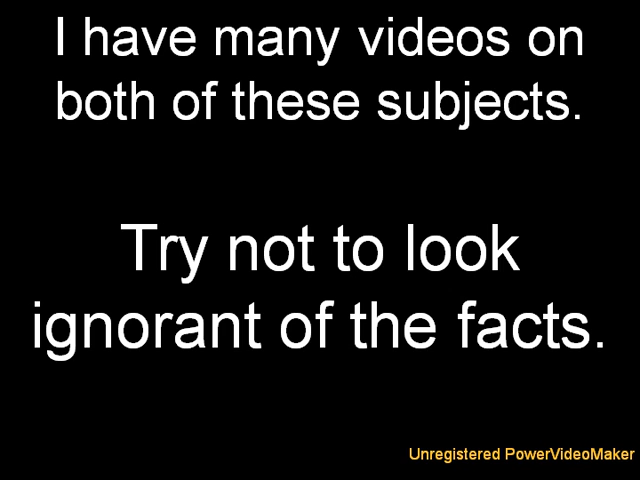 I have many videos on
both of these subjects.
Try not to look
ignorant of the facts.
Unregistered PowerVideoMaker